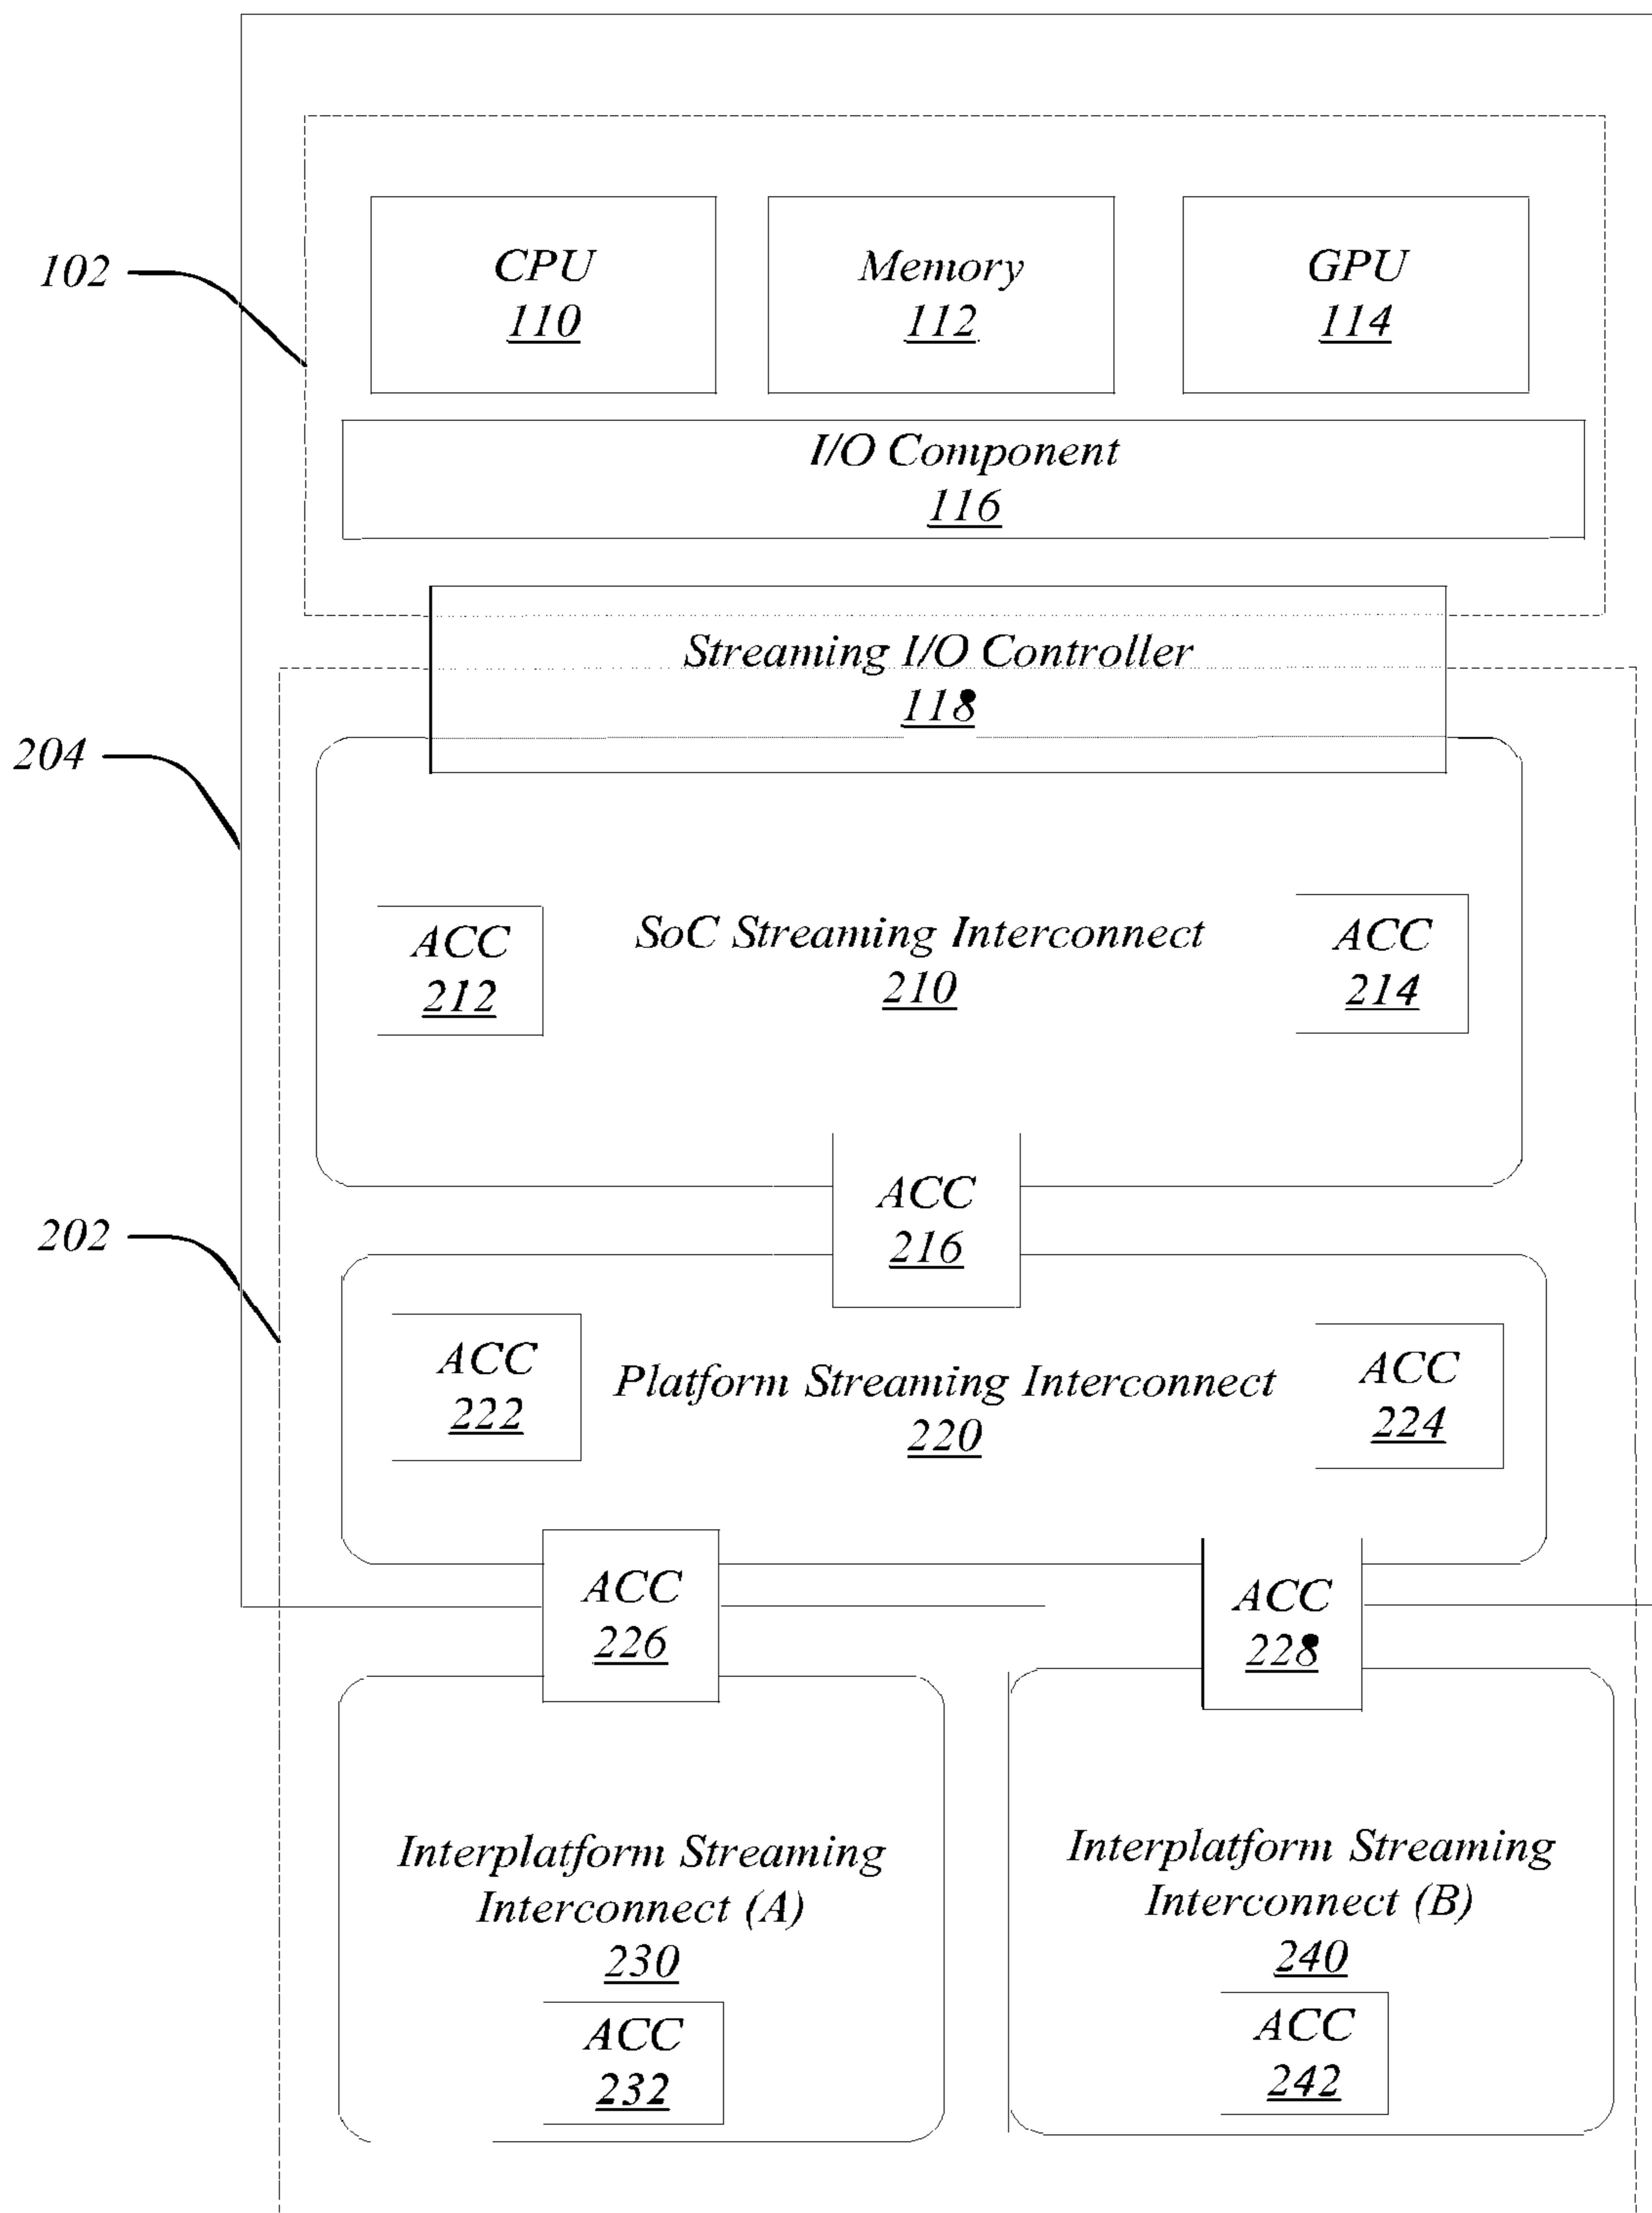 102
CPU
110
Memory
112
GPU
114
I/O Component
116
Streaming I/O Controller
118
204
ACC
212
SoC Streaming Interconnect
210
ACC
214
ACC
216
202
ACC
222
Platform Streaming Interconnect
220
ACC
224
ACC
226
ACC
228
Interplatform Streaming
Interconnect (A)
230
ACC
232
Interplatform Streaming
Interconnect (B)
240
ACC
242